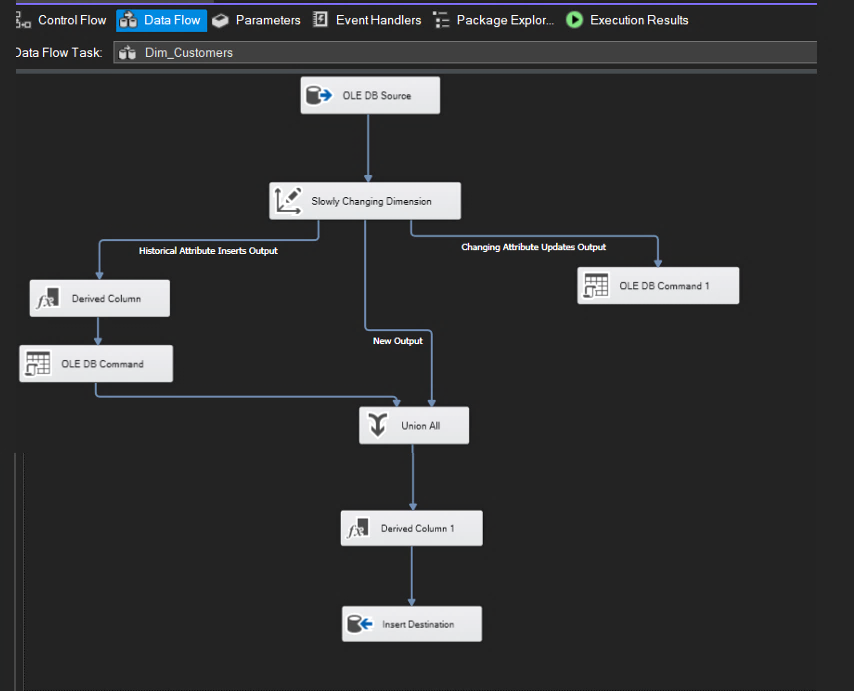 Control Flow
Data Flow
Parameters
Event Handlers
Package Explor...
Execution Results
Data Flow Task:
Dim_Customers
OLE DB Source
Slowly Changing Dimension
Historical Attribute Inserts Output
Changing Attribute Updates Output
Derived Column
OLE DB Command 1
New Output
OLE DB Command
Union All
Derived Column 1
Insert Destination